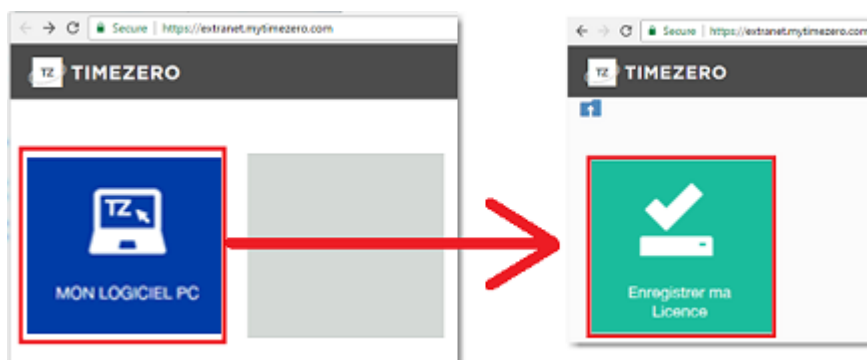 Secure | https://extranet.mytimezero.com
TZ TIMEZERO
TZ
MON LOGICIEL PC
Secure | https://extranet.mytimezero.com
TZ TIMEZERO
Enregistrer ma
Licence